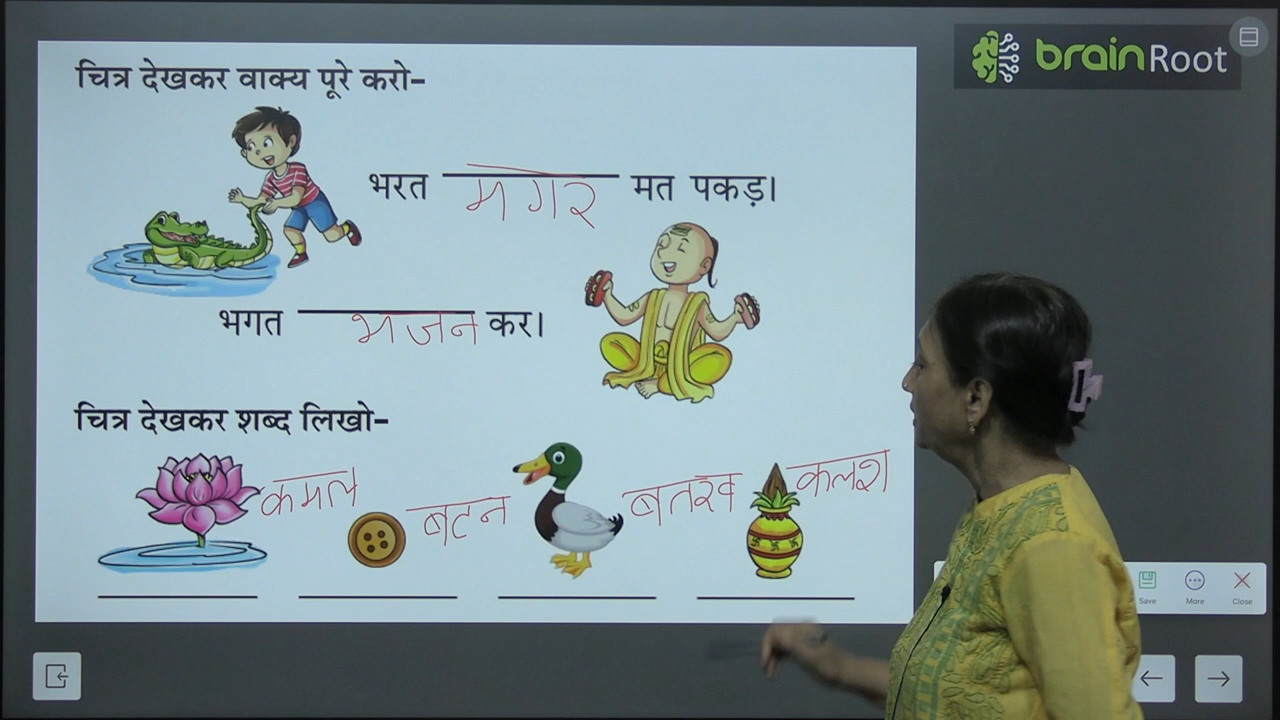 brainRoot
चित्र देखकर वाक्य पूरे करो-
भरत मगर मत पकड़।
भगत भजन कर।
चित्र देखकर शब्द लिखो-
कमल बटन बतख कलश
Save More Close